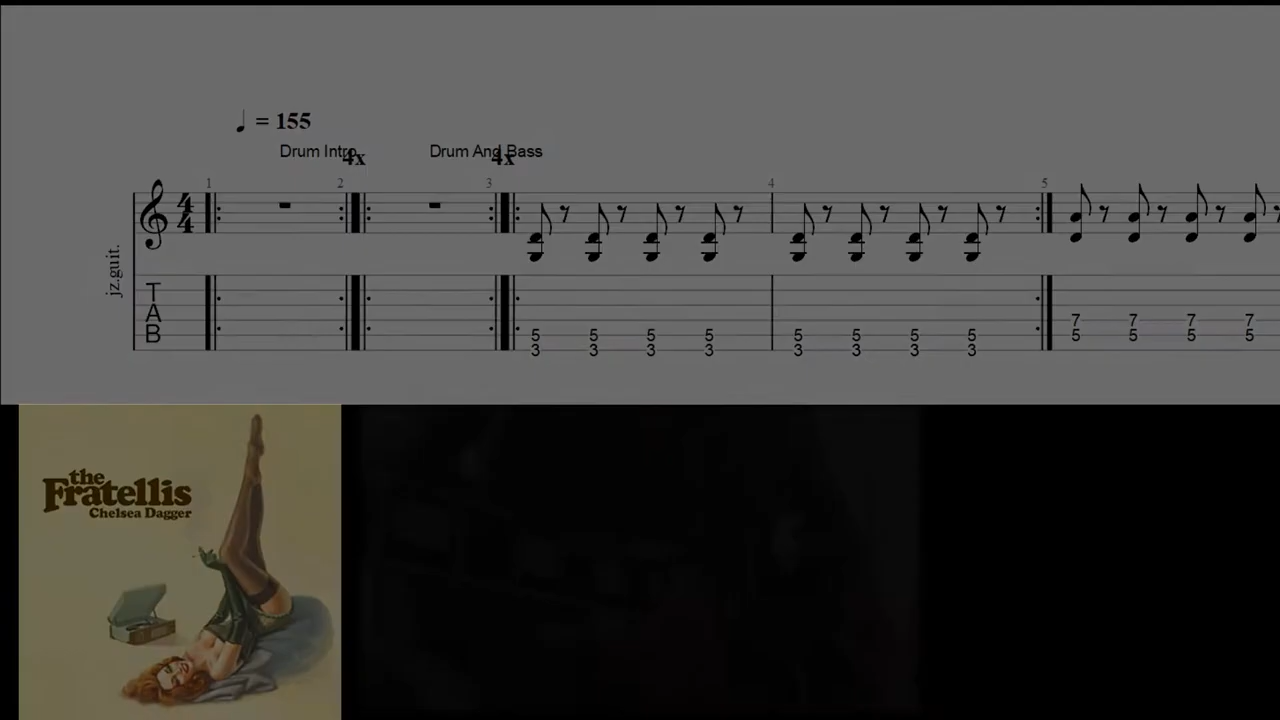 ♩ = 155
Drum Intro
4x
Drum And Bass
4x
1 2 3 4 5
4
4
jz.guit.
T
A
B
7 7 7 7
5 5 5 5 5 5 5 5 5 5 5 5
3 3 3 3 3 3 3 3
the
Fratellis
Chelsea Dagger